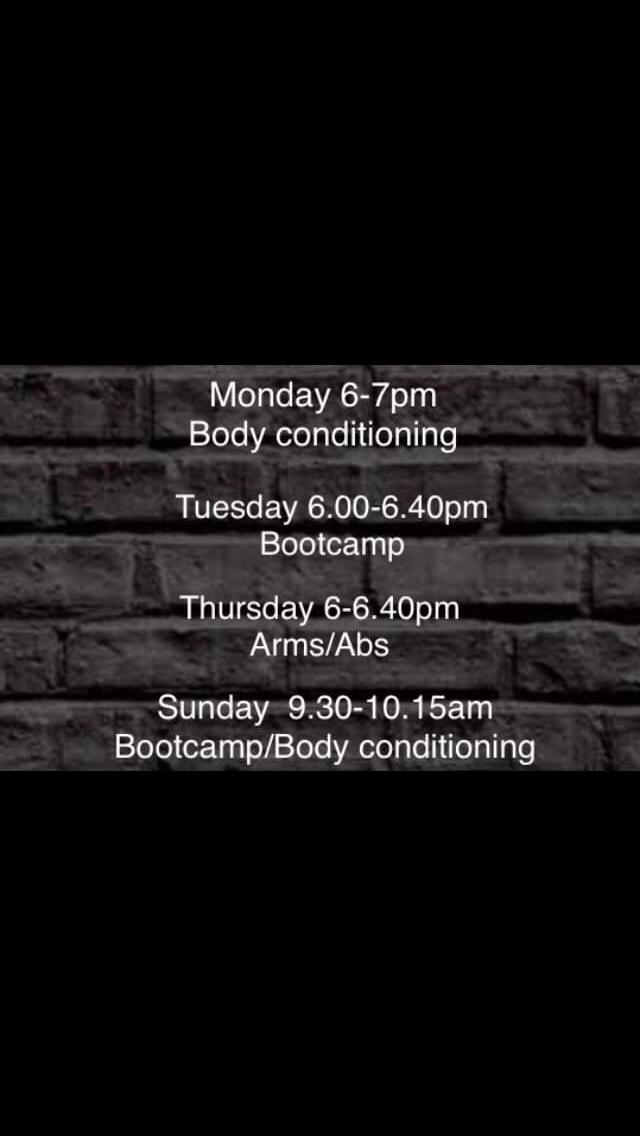 Monday 6-7pm
Body conditioning
Tuesday 6.00-6.40pm
Bootcamp
Thursday 6-6.40pm
Arms/Abs
Sunday  9.30-10.15am
Bootcamp/Body conditioning